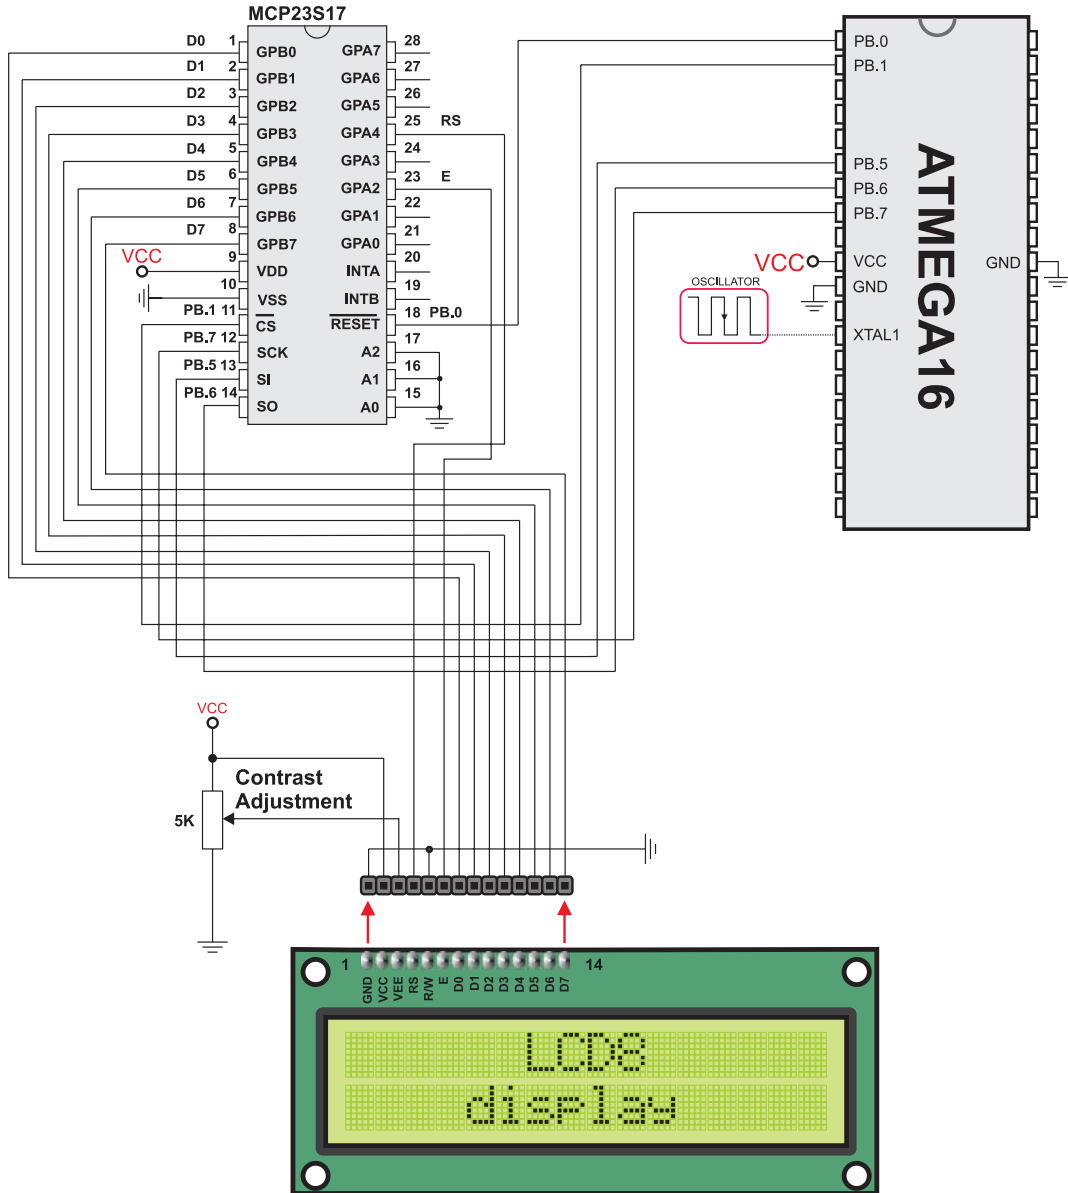 MCP23S17
D0 1 GPB0 GPA7 28
D1 2 GPB1 GPA6 27
D2 3 GPB2 GPA5 26
D3 4 GPB3 GPA4 25 RS
D4 5 GPB4 GPA3 24
D5 6 GPB5 GPA2 23 E
D6 7 GPB6 GPA1 22
D7 8 GPB7 GPA0 21
VCC 9 VDD INTA 20
10 VSS INTB 19
PB.1 11 CS RESET 18 PB.0
PB.7 12 SCK A2 17
PB.5 13 SI A1 16
PB.6 14 SO A0 15
PB.0
PB.1
PB.5
PB.6
PB.7
VCC VCC
GND
XTAL1
GND
ATMEGA16
OSCILLATOR
VCC
Contrast
Adjustment
5K
1 14
GND VCC VEE RS R/W E D0 D1 D2 D3 D4 D5 D6 D7
LCD8
display